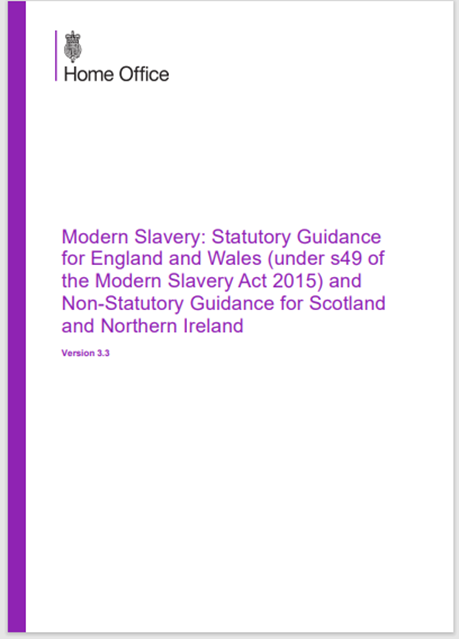 Home Office
Modern Slavery: Statutory Guidance
for England and Wales (under s49 of
the Modern Slavery Act 2015) and
Non-Statutory Guidance for Scotland
and Northern Ireland
Version 3.3